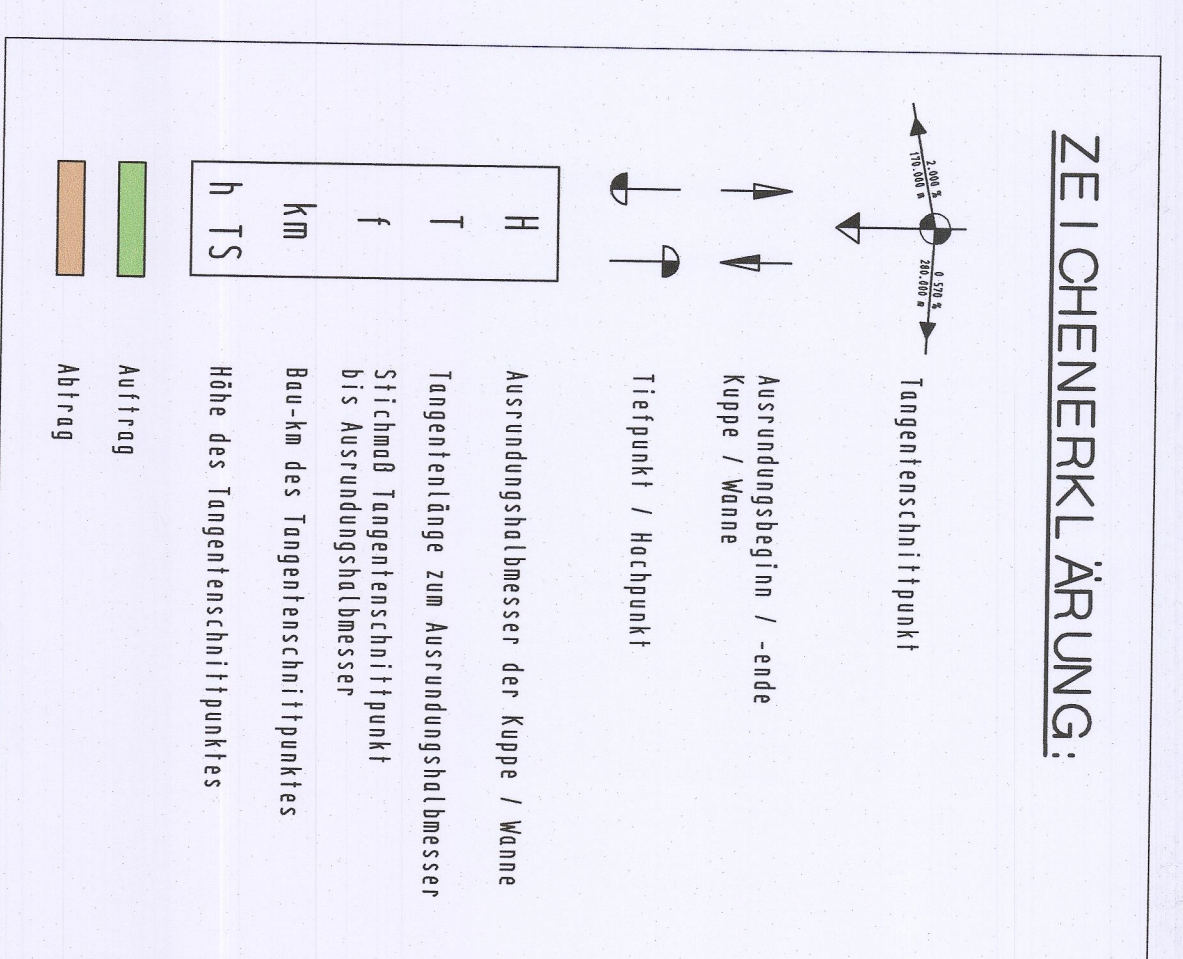 ZEICHENERKLÄRUNG:
2.000 %
170.000 m
0.570 %
280.000 m
Tangentenschnittpunkt
Ausrundungsbeginn / -ende
Kuppe / Wanne
Tiefpunkt / Hochpunkt
H
Ausrundungshalbmesser der Kuppe / Wanne
T
Tangentenlänge zum Ausrundungshalbmesser
f
Stichmaß Tangentenschnittpunkt
bis Ausrundungshalbmesser
km
Bau-km des Tangentenschnittpunktes
h TS
Höhe des Tangentenschnittpunktes
Auftrag
Abtrag